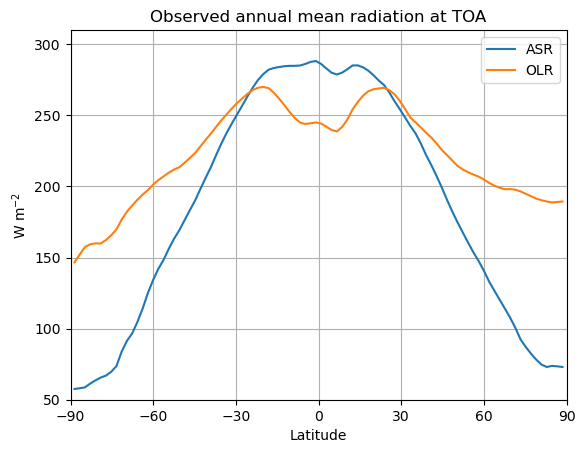 Observed annual mean radiation at TOA
ASR
OLR
W m⁻²
300
250
200
150
100
50
−90 −60 −30 0 30 60 90
Latitude